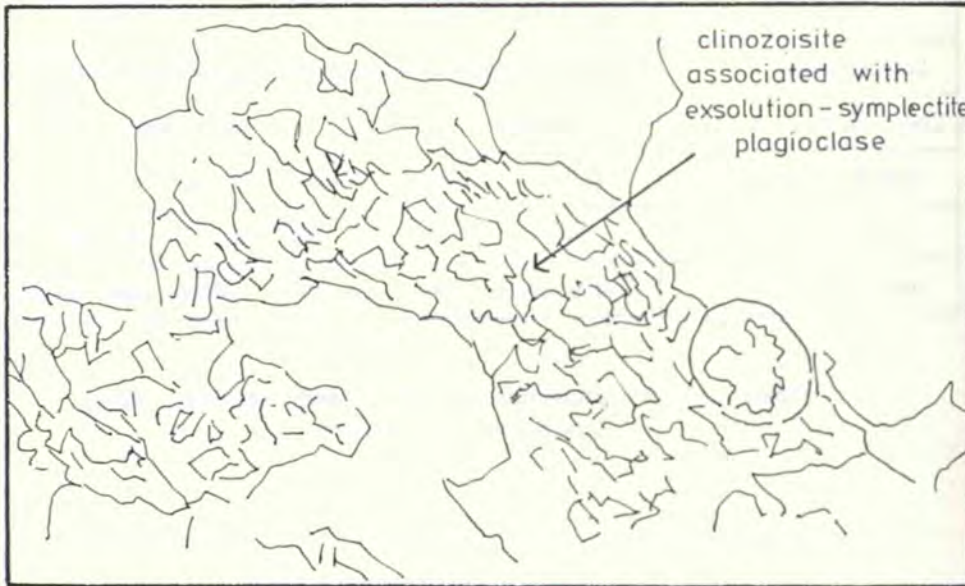 clinozoisite
associated with
exsolution-symplectite
plagioclase